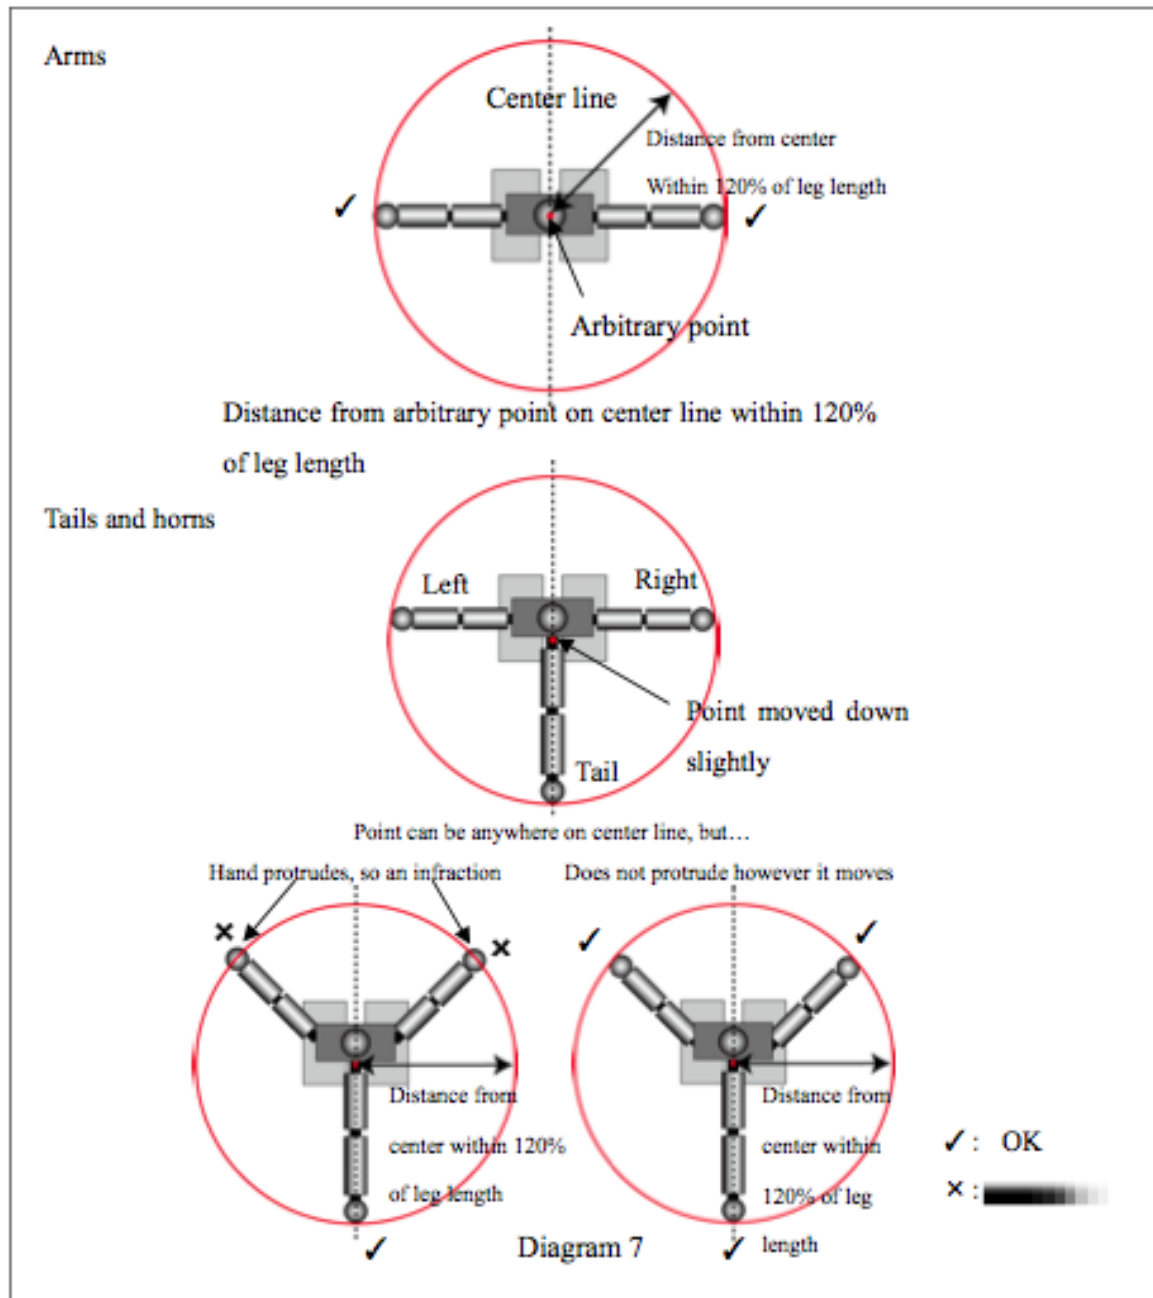 Arms
Center line
Distance from center
Within 120% of leg length
✓
✓
Arbitrary point
Distance from arbitrary point on center line within 120%
of leg length
Tails and horns
Left
Right
Point moved down
slightly
Tail
Point can be anywhere on center line, but…
Hand protrudes, so an infraction
Does not protrude however it moves
×
×
✓
✓
Distance from
center within 120%
of leg length
Distance from
center within
120% of leg
length
✓: OK
×:
✓
Diagram 7
✓